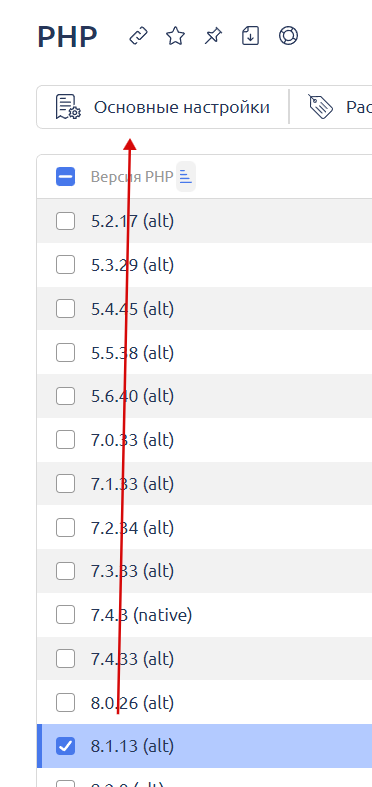 PHP
Основные настройки
Рас
Версия PHP
5.2.17 (alt)
5.3.29 (alt)
5.4.45 (alt)
5.5.38 (alt)
5.6.40 (alt)
7.0.33 (alt)
7.1.33 (alt)
7.2.34 (alt)
7.3.33 (alt)
7.4.3 (native)
7.4.33 (alt)
8.0.26 (alt)
8.1.13 (alt)